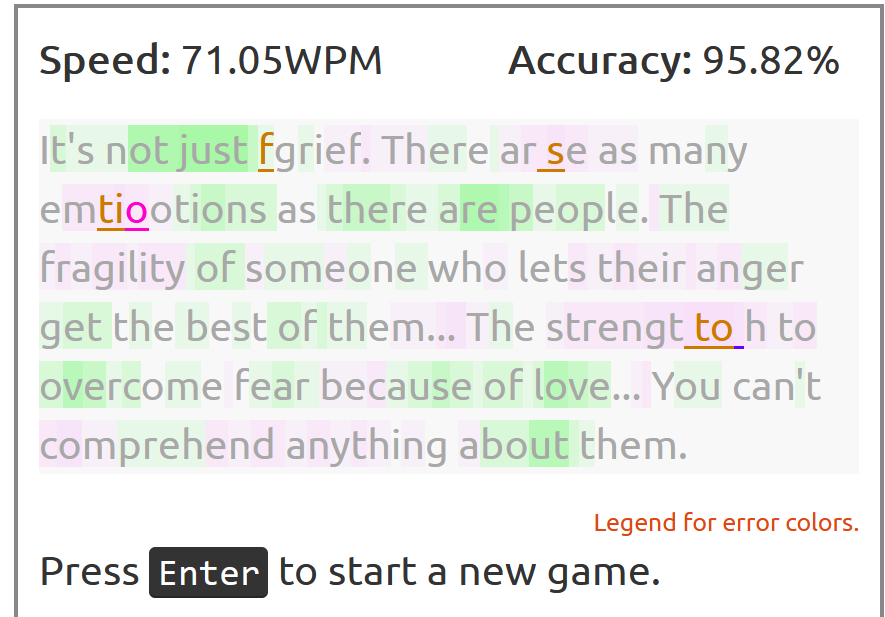 Speed: 71.05WPM Accuracy: 95.82%
It's not just fgrief. There ar se as many
emtiootions as there are people. The
fragility of someone who lets their anger
get the best of them... The strengt to h to
overcome fear because of love... You can't
comprehend anything about them.
Legend for error colors.
Press Enter to start a new game.